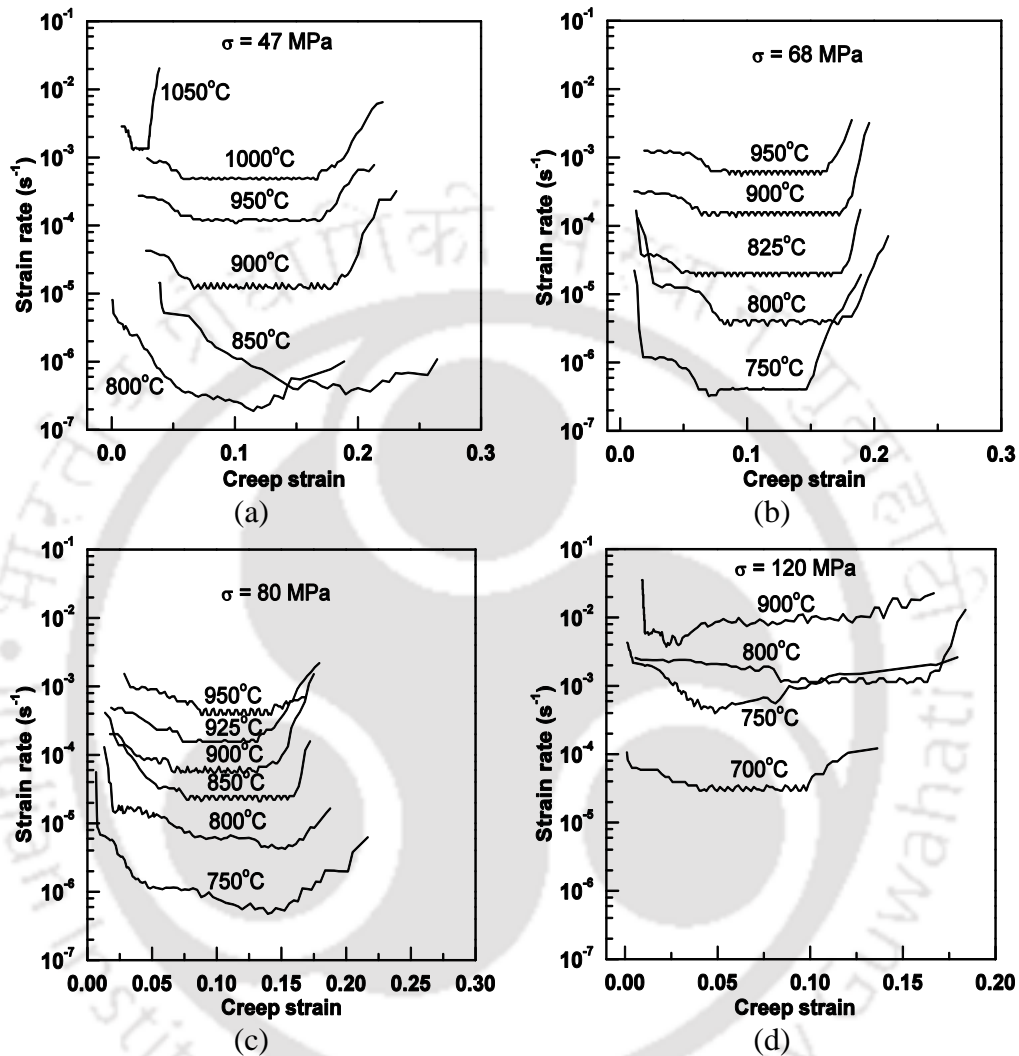 σ = 47 MPa
1050°C
1000°C
950°C
900°C
850°C
800°C
10⁻¹
10⁻²
10⁻³
10⁻⁴
10⁻⁵
10⁻⁶
10⁻⁷
Strain rate (s⁻¹)
0.0 0.1 0.2 0.3
Creep strain
(a)
σ = 68 MPa
950°C
900°C
825°C
800°C
750°C
10⁻¹
10⁻²
10⁻³
10⁻⁴
10⁻⁵
10⁻⁶
10⁻⁷
Strain rate (s⁻¹)
0.0 0.1 0.2 0.3
Creep strain
(b)
σ = 80 MPa
950°C
925°C
900°C
850°C
800°C
750°C
10⁻¹
10⁻²
10⁻³
10⁻⁴
10⁻⁵
10⁻⁶
10⁻⁷
Strain rate (s⁻¹)
0.00 0.05 0.10 0.15 0.20 0.25 0.30
Creep strain
(c)
σ = 120 MPa
900°C
800°C
750°C
700°C
10⁻¹
10⁻²
10⁻³
10⁻⁴
10⁻⁵
10⁻⁶
10⁻⁷
Strain rate (s⁻¹)
0.00 0.05 0.10 0.15 0.20
Creep strain
(d)
Guwahati